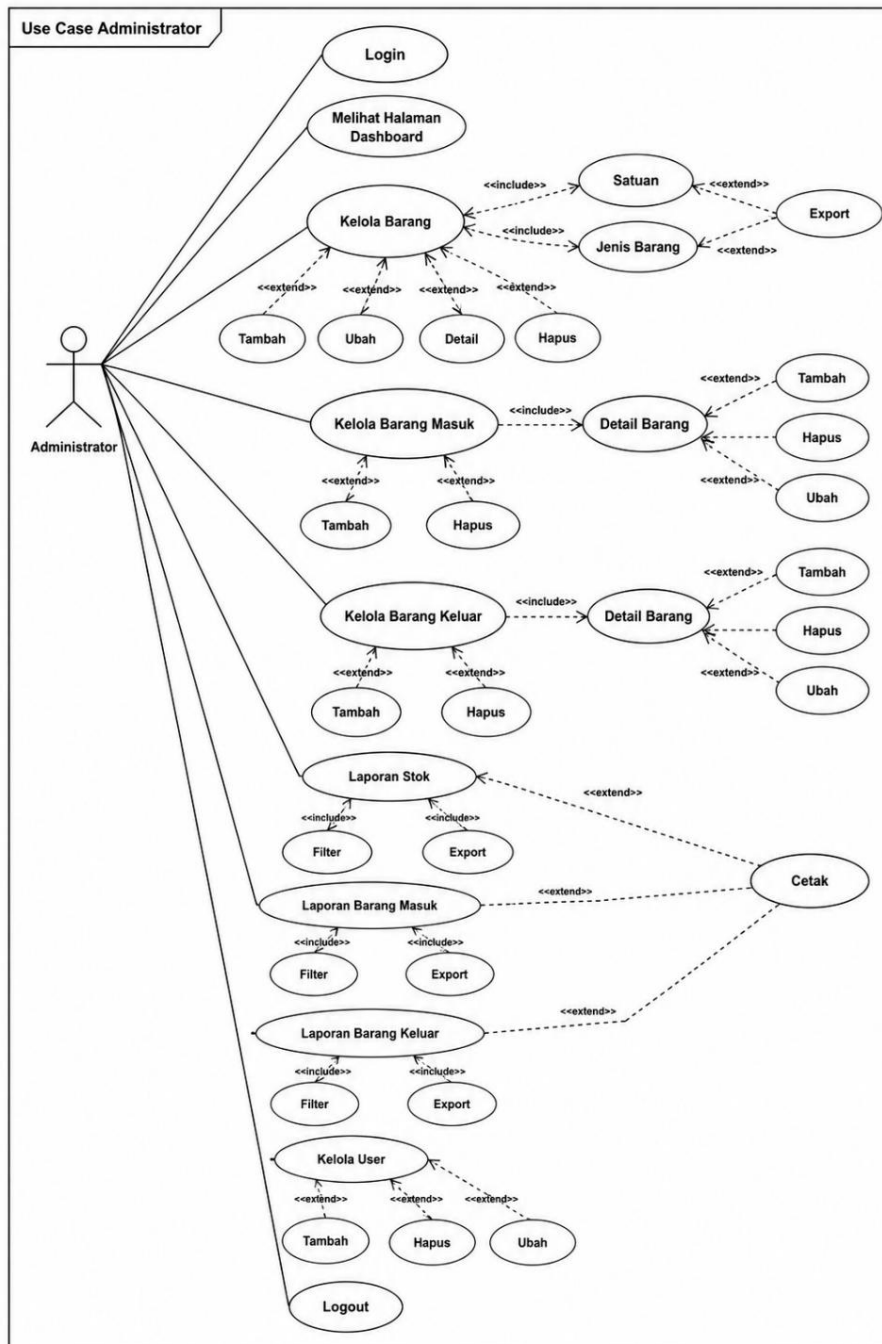 Use Case Administrator
Login
Melihat Halaman
Dashboard
<<include>>
Satuan
<<extend>>
Kelola Barang
Export
<<include>>
Jenis Barang
<<extend>>
<<extend>>
<<extend>>
<<extend>>
<<extend>>
Tambah
Ubah
Detail
Hapus
Administrator
Kelola Barang Masuk
<<include>>
Detail Barang
<<extend>>
Tambah
Hapus
<<extend>>
Ubah
<<extend>>
<<extend>>
Tambah
Hapus
Kelola Barang Keluar
<<include>>
Detail Barang
<<extend>>
Tambah
Hapus
<<extend>>
Ubah
<<extend>>
<<extend>>
Tambah
Hapus
Laporan Stok
<<extend>>
<<include>>
<<include>>
Filter
Export
Cetak
Laporan Barang Masuk
<<extend>>
<<include>>
<<include>>
Filter
Export
Laporan Barang Keluar
<<extend>>
<<include>>
<<include>>
Filter
Export
Kelola User
<<extend>>
<<extend>>
<<extend>>
Tambah
Hapus
Ubah
Logout